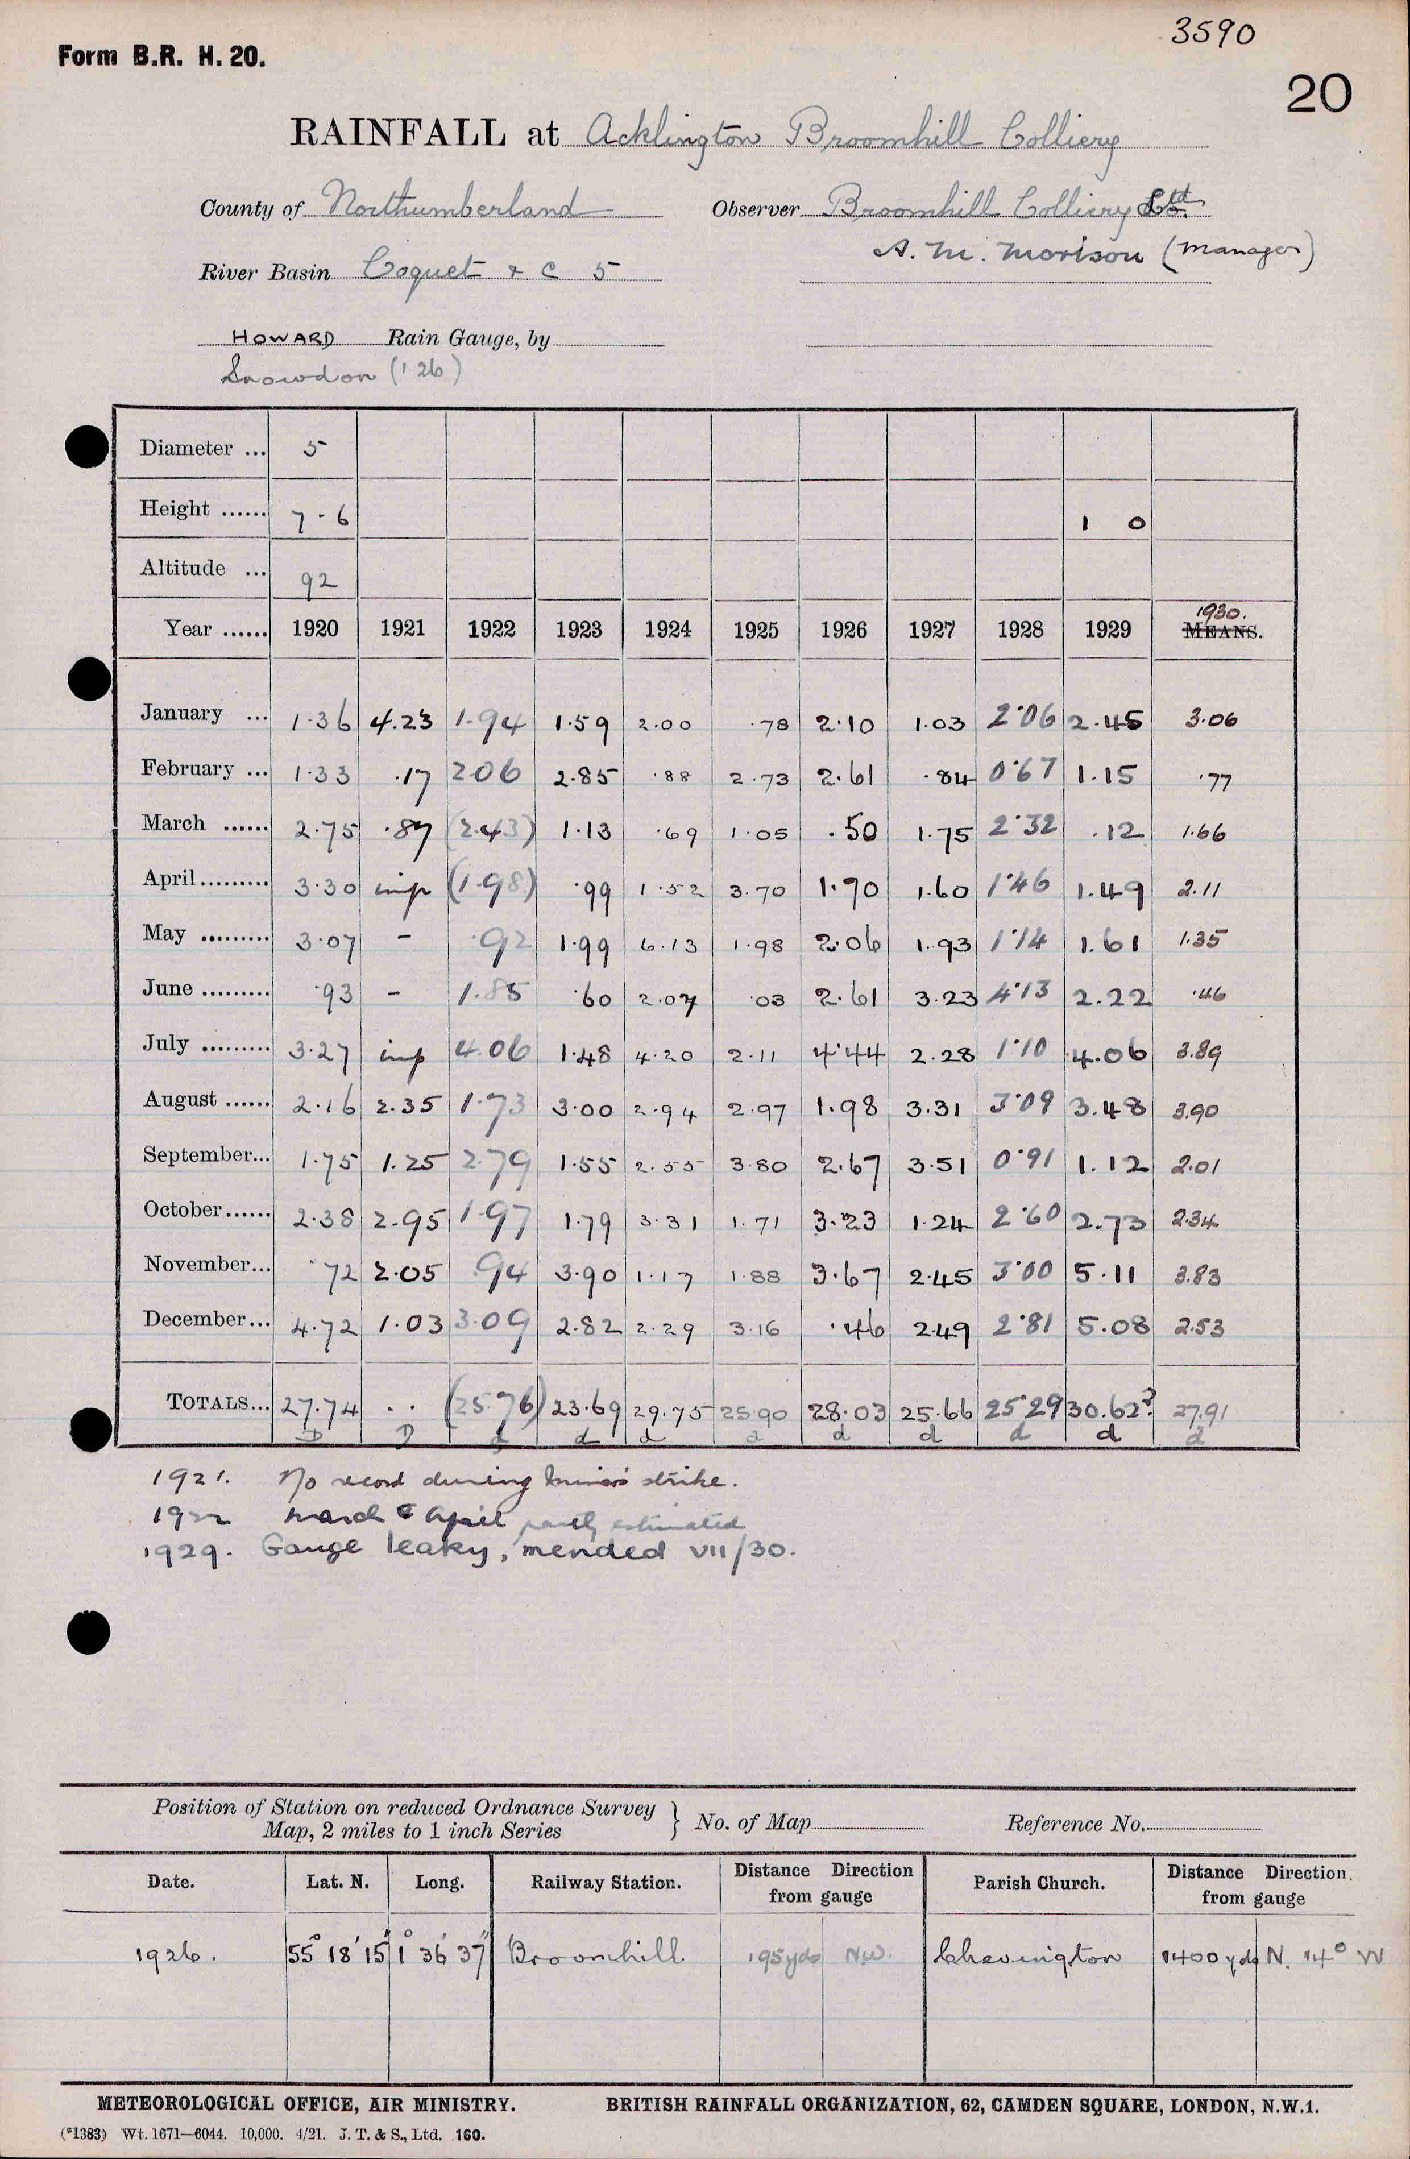 3590
Form B.R. H. 20.
20
RAINFALL at Acklington Broomhill Colliery
County of Northumberland Observer Broomhill Colliery Ltd.
A. M. Morison (Manager)
River Basin Coquet & C 5
HOWARD Rain Gauge, by
Snowdon ('26)
Diameter ... 5
Height ...... 7-6 1 0
Altitude ... 92
1930.
Year ...... 1920 1921 1922 1923 1924 1925 1926 1927 1928 1929 MEANS.
January ... 1.36 4.23 1.94 1.59 2.00 .78 2.10 1.03 2.06 2.45 3.06
February ... 1.33 .17 2.06 2.85 .88 2.73 2.61 .84 0.67 1.15 .77
March ...... 2.75 .87 (2.43) 1.13 .69 1.05 .50 1.75 2.32 .12 1.66
April ......... 3.30 imp (1.98) .99 1.52 3.70 1.70 1.60 1.46 1.49 2.11
May ......... 3.07 - .92 1.99 6.13 1.98 2.06 1.93 1.14 1.61 1.35
June ......... .93 - 1.85 .60 2.07 .03 2.61 3.23 4.13 2.22 .46
July ......... 3.27 imp 4.06 1.48 4.20 2.11 4.44 2.28 1.10 4.06 3.89
August ...... 2.16 2.35 1.73 3.00 2.94 2.97 1.98 3.31 3.09 3.48 3.90
September... 1.75 1.25 2.79 1.55 2.55 3.80 2.67 3.51 0.91 1.12 2.01
October...... 2.38 2.95 1.97 1.79 3.31 1.71 3.23 1.24 2.60 2.73 2.34
November... .72 2.05 .94 3.90 1.17 1.88 3.67 2.45 3.00 5.11 3.83
December... 4.72 1.03 3.09 2.82 2.29 3.16 .46 2.49 2.81 5.08 2.53
TOTALS... 27.74 .. (25.76) 23.69 29.75 25.90 28.03 25.66 25.29 30.62? 27.91
D D d d d d d d d d d
1921. No record during miners' strike.
1922 March & April partly estimated
1929. Gauge leaky, mended VII/30.
Position of Station on reduced Ordnance Survey
Map, 2 miles to 1 inch Series } No. of Map Reference No.
Date. Lat. N. Long. Railway Station. Distance Direction from gauge Parish Church. Distance Direction from gauge
1926. 55° 18' 15" 1° 36' 37" Broomhill 195 yds N.W. Chevington 1400 yds N. 14° W
METEOROLOGICAL OFFICE, AIR MINISTRY. BRITISH RAINFALL ORGANIZATION, 62, CAMDEN SQUARE, LONDON, N.W.1.
(*1383) Wt. 1671—6044. 10,000. 4/21. J. T. & S., Ltd. 160.